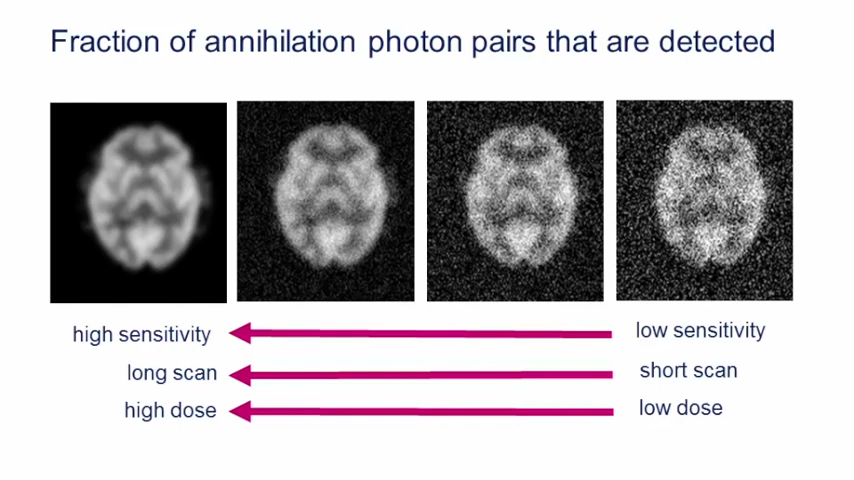 Fraction of annihilation photon pairs that are detected
high sensitivity
low sensitivity
long scan
short scan
high dose
low dose